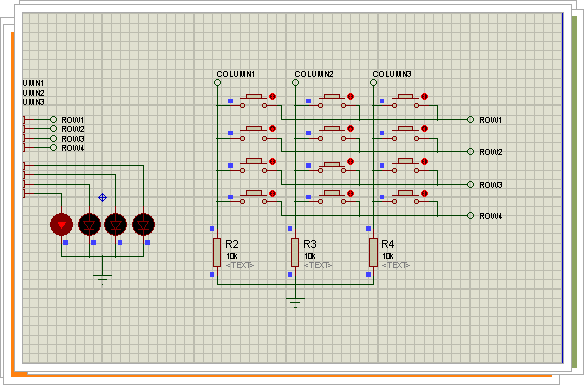 COLUMN1 COLUMN2 COLUMN3
UMN1
UMN2
UMN3
ROW1
ROW2
ROW3
ROW4
ROW1
ROW2
ROW3
ROW4
R2 R3 R4
10k 10k 10k
<TEXT> <TEXT> <TEXT>